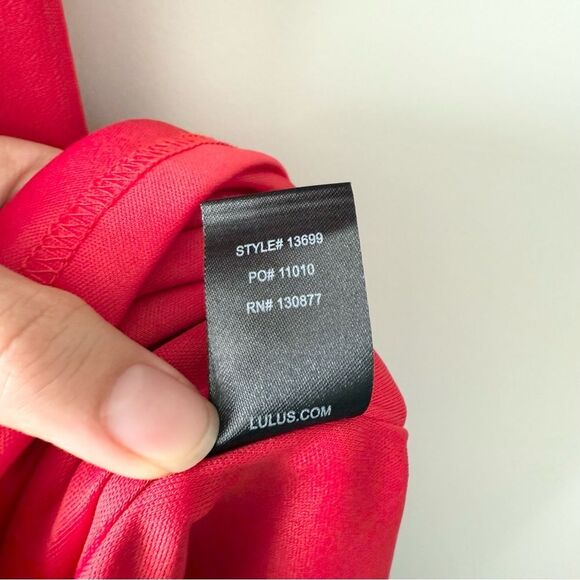 STYLE# 13699
PO# 11010
RN# 130877
LULUS.COM